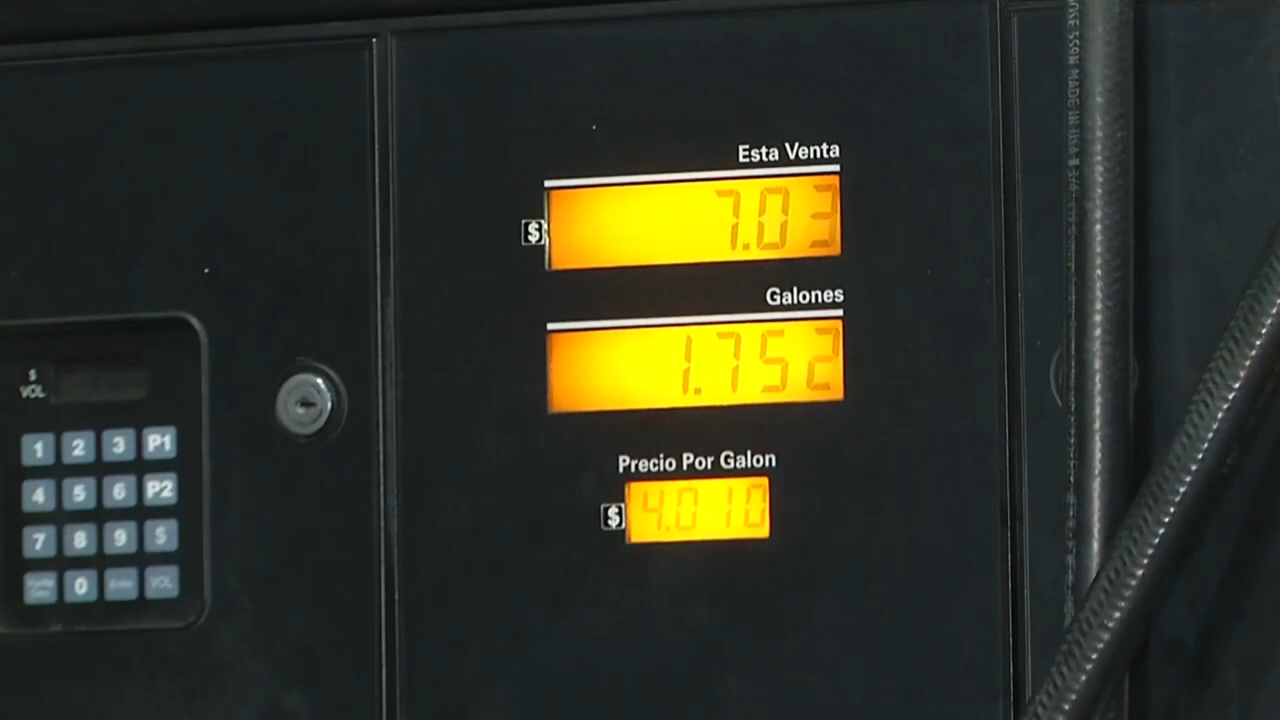 Esta Venta
$ 7.03
Galones
1.752
Precio Por Galon
$ 4.010
$
VOL
1 2 3 P1
4 5 6 P2
7 8 9 $
0 VOL